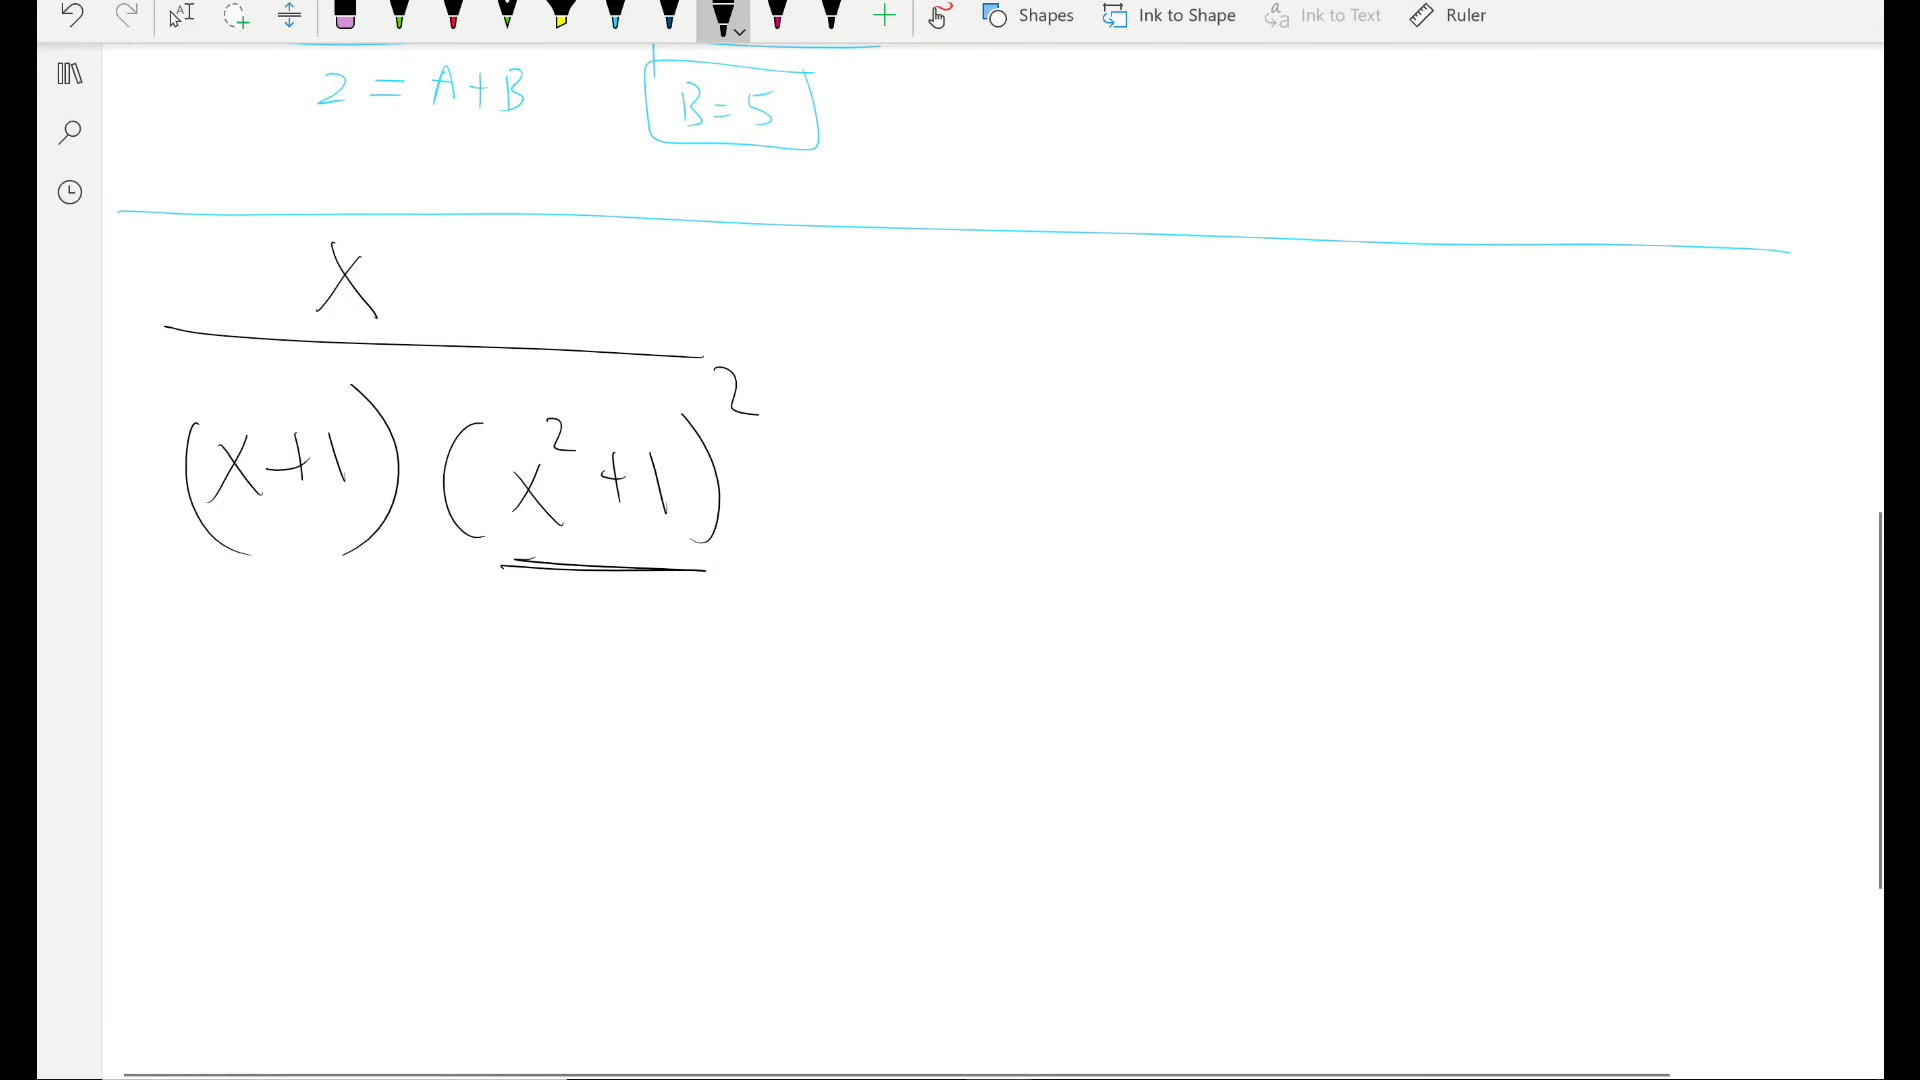 Shapes Ink to Shape Ink to Text Ruler
2 = A+B
B=5
x
(x+1) (x²+1)²